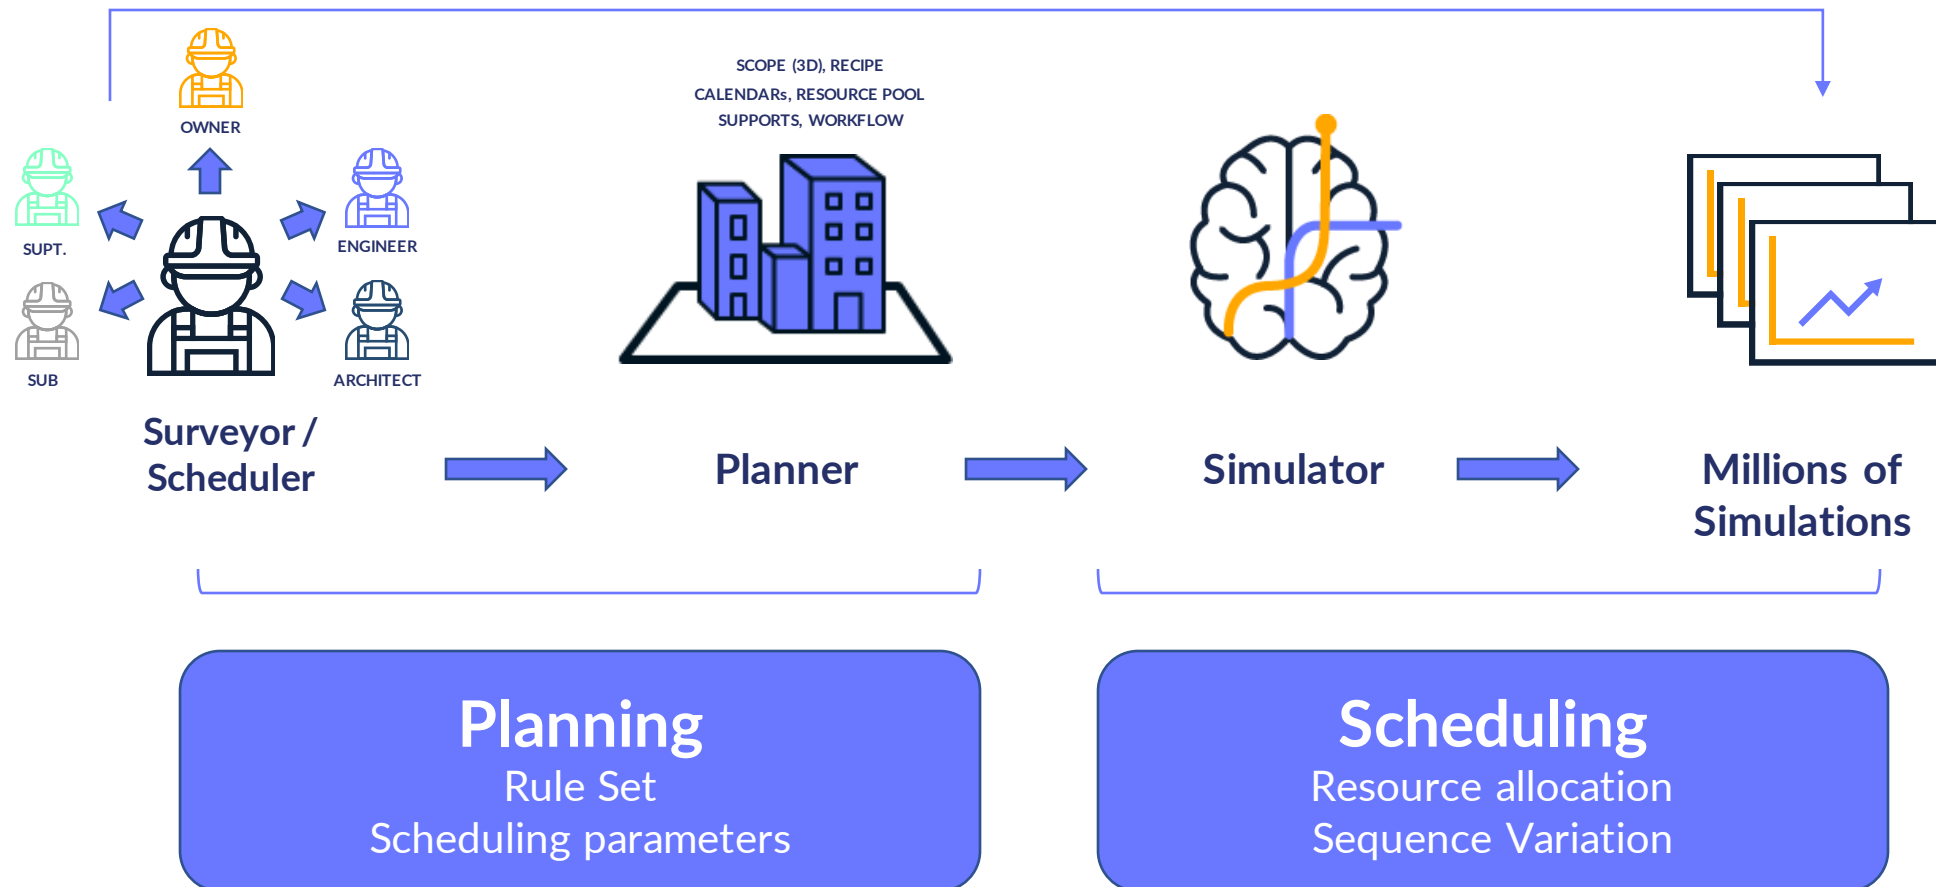 OWNER
SUPT.
ENGINEER
SUB
ARCHITECT
Surveyor /
Scheduler
SCOPE (3D), RECIPE
CALENDARs, RESOURCE POOL
SUPPORTS, WORKFLOW
Planner
Simulator
Millions of
Simulations
Planning
Rule Set
Scheduling parameters
Scheduling
Resource allocation
Sequence Variation